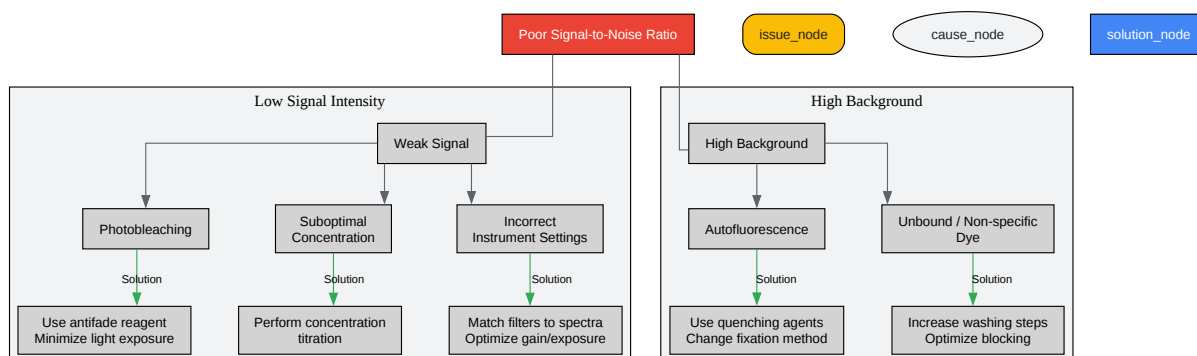 Poor Signal-to-Noise Ratio
issue_node
cause_node
solution_node
Low Signal Intensity
High Background
Weak Signal
High Background
Photobleaching
Suboptimal
Concentration
Incorrect
Instrument Settings
Autofluorescence
Unbound / Non-specific
Dye
Solution
Solution
Solution
Solution
Solution
Use antifade reagent
Minimize light exposure
Perform concentration
titration
Match filters to spectra
Optimize gain/exposure
Use quenching agents
Change fixation method
Increase washing steps
Optimize blocking